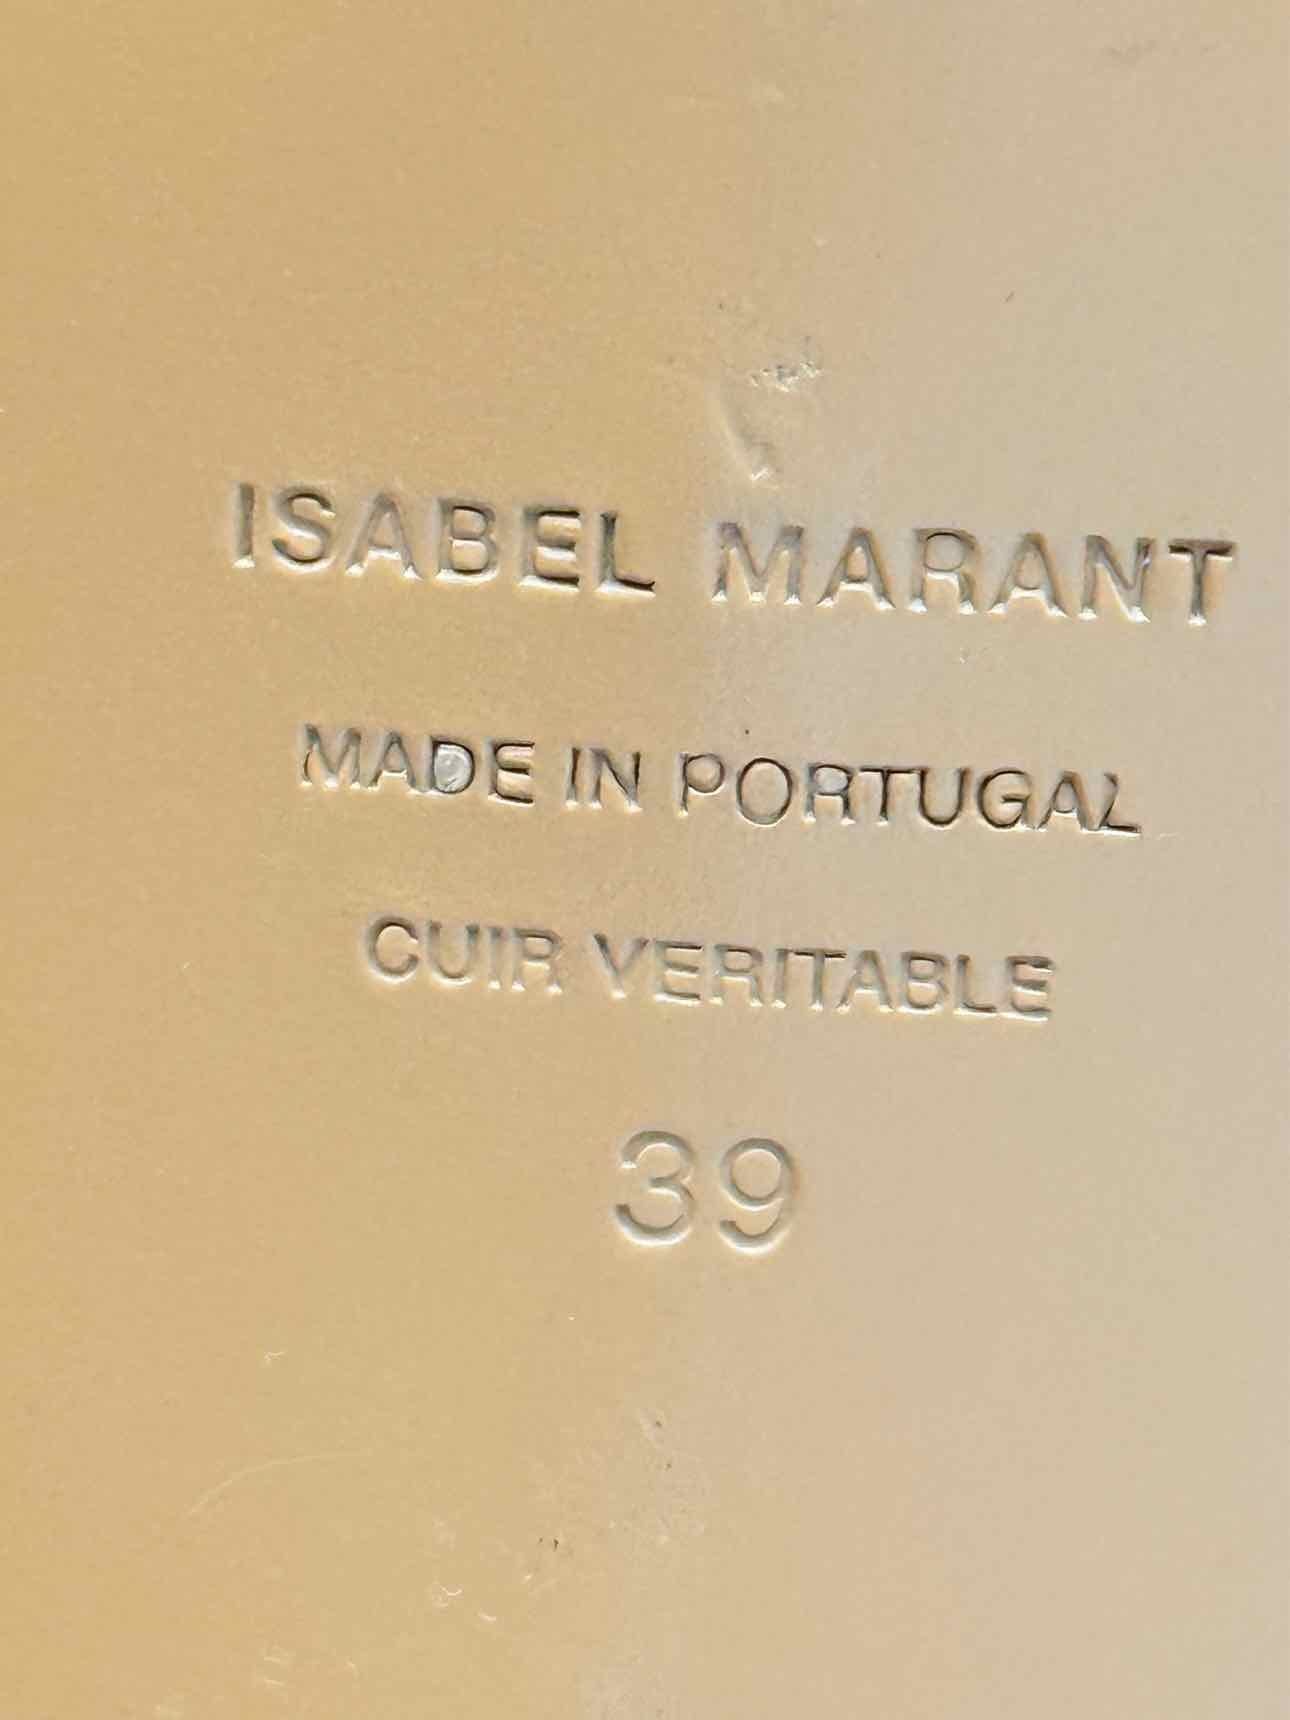 ISABEL MARANT
MADE IN PORTUGAL
CUIR VERITABLE
39